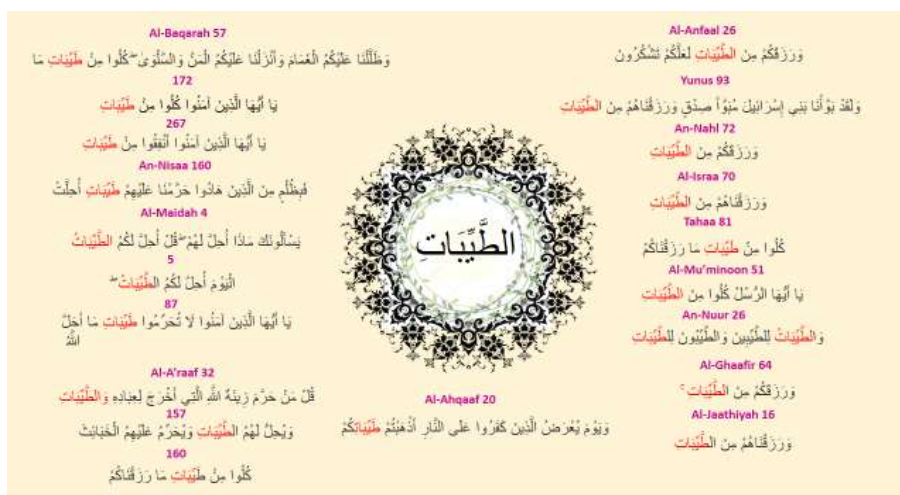 Al-Baqarah 57
وَظَلَّلْنَا عَلَيْكُمُ الْغَمَامَ وَأَنْزَلْنَا عَلَيْكُمُ الْمَنَّ وَالسَّلْوَىٰ ۖ كُلُوا مِنْ طَيِّبَاتِ مَا
172
يَا أَيُّهَا الَّذِينَ آمَنُوا كُلُوا مِنْ طَيِّبَاتِ
267
يَا أَيُّهَا الَّذِينَ آمَنُوا أَنْفِقُوا مِنْ طَيِّبَاتِ
An-Nisaa 160
فَبِظُلْمٍ مِنَ الَّذِينَ هَادُوا حَرَّمْنَا عَلَيْهِمْ طَيِّبَاتٍ أُحِلَّتْ
Al-Maidah 4
يَسْأَلُونَكَ مَاذَا أُحِلَّ لَهُمْ ۖ قُلْ أُحِلَّ لَكُمُ الطَّيِّبَاتُ
5
الْيَوْمَ أُحِلَّ لَكُمُ الطَّيِّبَاتُ ۖ
87
يَا أَيُّهَا الَّذِينَ آمَنُوا لَا تُحَرِّمُوا طَيِّبَاتِ مَا أَحَلَّ
اللَّهُ
Al-A'raaf 32
قُلْ مَنْ حَرَّمَ زِينَةَ اللَّهِ الَّتِي أَخْرَجَ لِعِبَادِهِ وَالطَّيِّبَاتِ
157
وَيُحِلُّ لَهُمُ الطَّيِّبَاتِ وَيُحَرِّمُ عَلَيْهِمُ الْخَبَائِثَ
160
كُلُوا مِنْ طَيِّبَاتِ مَا رَزَقْنَاكُمْ
الطَّيِّبَاتِ
Al-Ahqaaf 20
وَيَوْمَ يُعْرَضُ الَّذِينَ كَفَرُوا عَلَى النَّارِ أَذْهَبْتُمْ طَيِّبَاتِكُمْ
Al-Anfaal 26
وَرَزَقَكُمْ مِنَ الطَّيِّبَاتِ لَعَلَّكُمْ تَشْكُرُونَ
Yunus 93
وَلَقَدْ بَوَّأْنَا بَنِي إِسْرَائِيلَ مُبَوَّأَ صِدْقٍ وَرَزَقْنَاهُمْ مِنَ الطَّيِّبَاتِ
An-Nahl 72
وَرَزَقَكُمْ مِنَ الطَّيِّبَاتِ
Al-Israa 70
وَرَزَقْنَاهُمْ مِنَ الطَّيِّبَاتِ
Tahaa 81
كُلُوا مِنْ طَيِّبَاتِ مَا رَزَقْنَاكُمْ
Al-Mu'minoon 51
يَا أَيُّهَا الرُّسُلُ كُلُوا مِنَ الطَّيِّبَاتِ
An-Nuur 26
وَالطَّيِّبَاتُ لِلطَّيِّبِينَ وَالطَّيِّبُونَ لِلطَّيِّبَاتِ
Al-Ghaafir 64
وَرَزَقَكُمْ مِنَ الطَّيِّبَاتِ ۚ
Al-Jaathiyah 16
وَرَزَقْنَاهُمْ مِنَ الطَّيِّبَاتِ